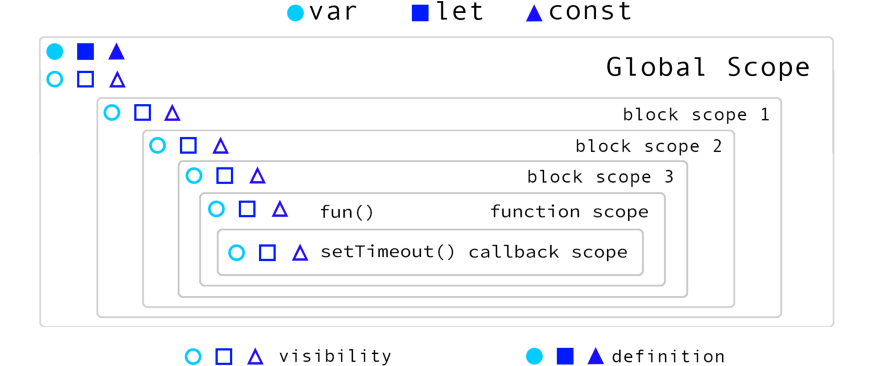 var let const
Global Scope
block scope 1
block scope 2
block scope 3
fun() function scope
setTimeout() callback scope
visibility definition